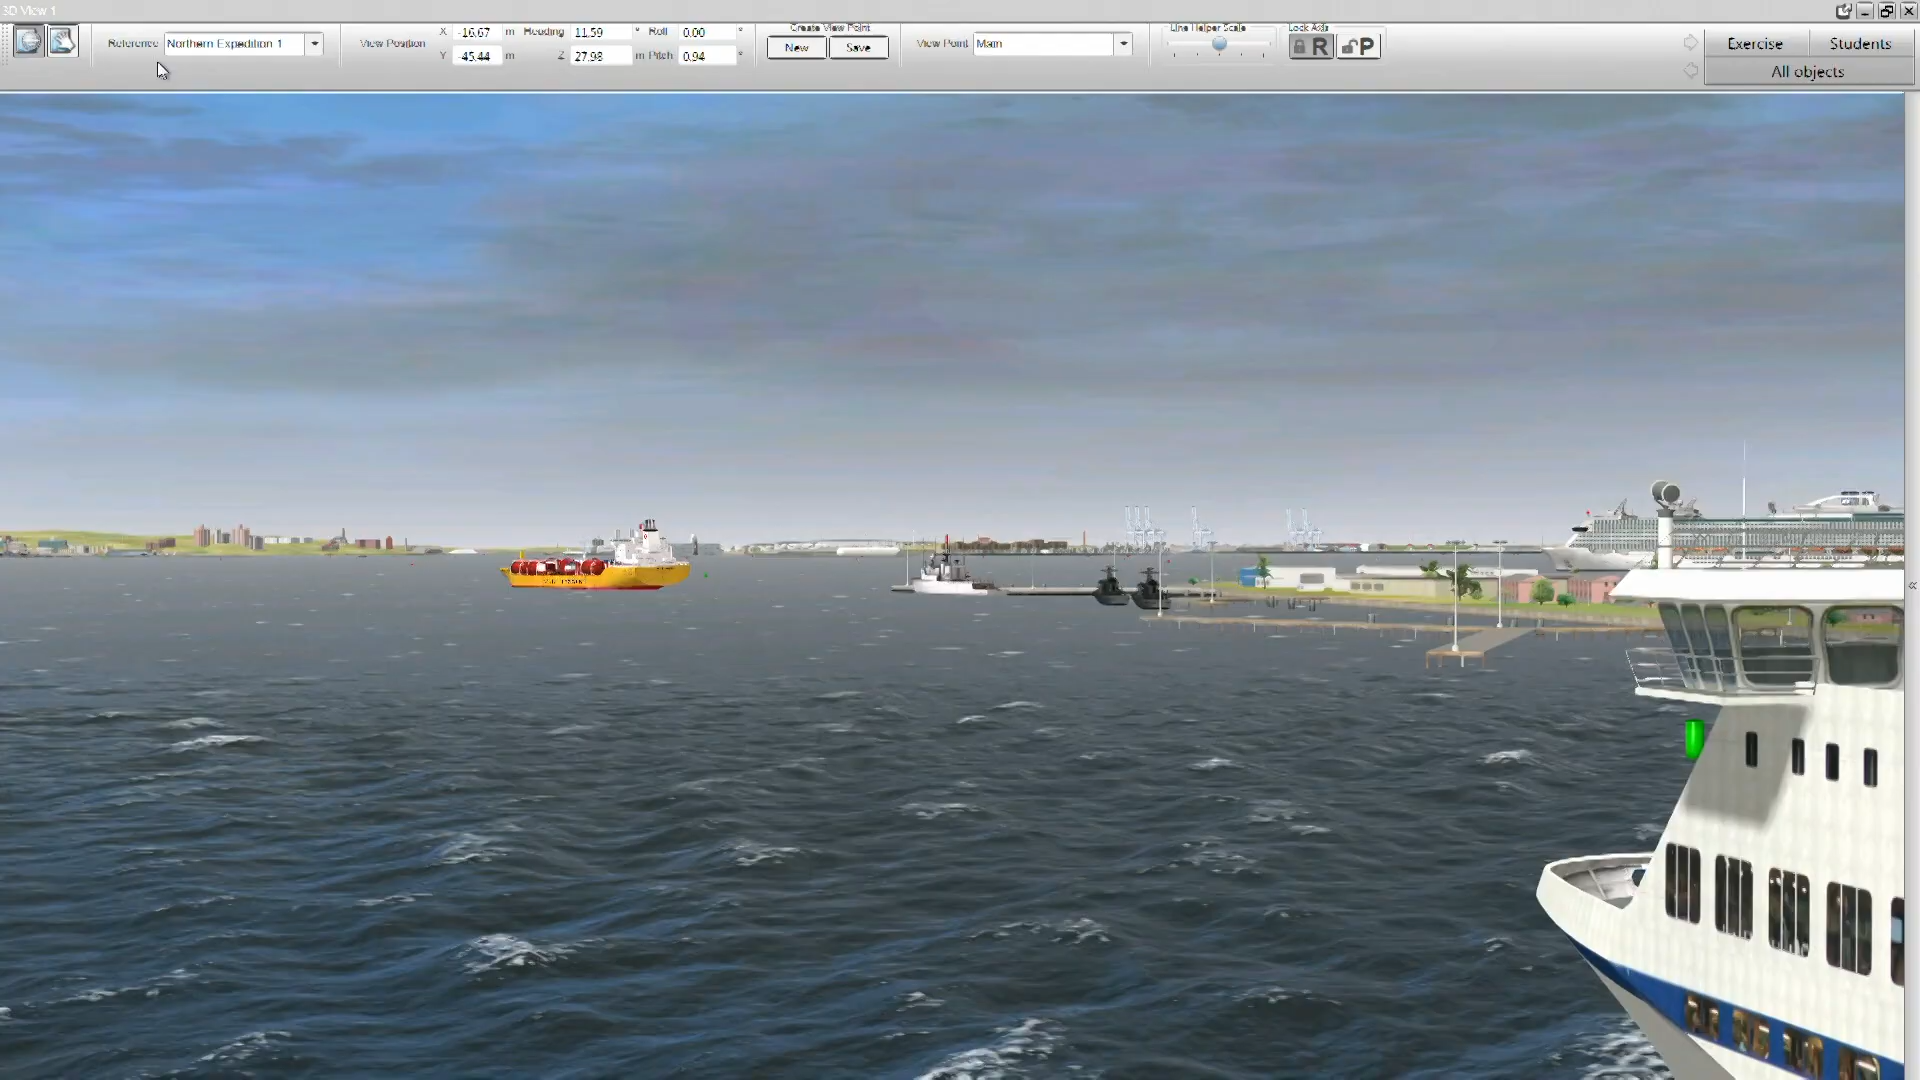 3D View 1
Reference Northern Expedition 1
View Position X -16.67 m Heading 11.59 ° Roll 0.00 °
Y -45.44 m Z 27.98 m Pitch 0.94 °
Create View Point
New Save
View Point Main
Line Helper Scale
Lock Axis
R P
Exercise Students
All objects